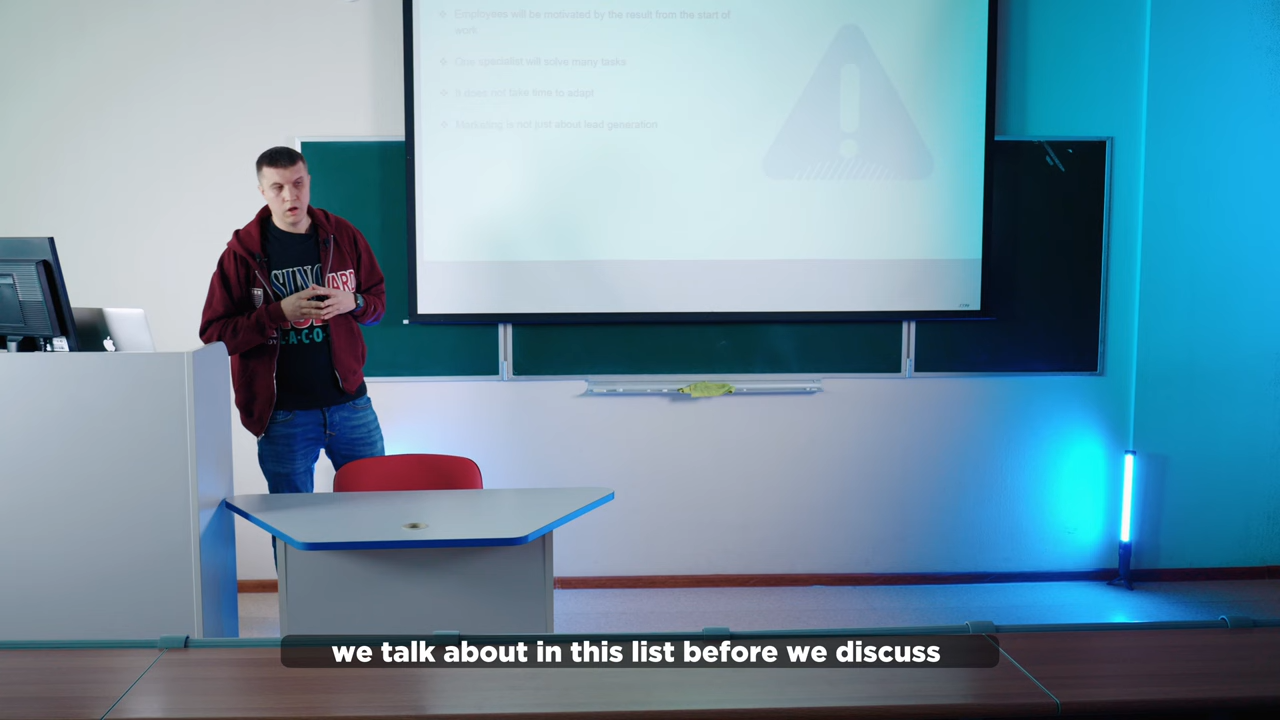 Employees will be motivated by the result from the start of
work
One specialist will solve many tasks
It does not take time to adapt
Marketing is not just about lead generation
we talk about in this list before we discuss